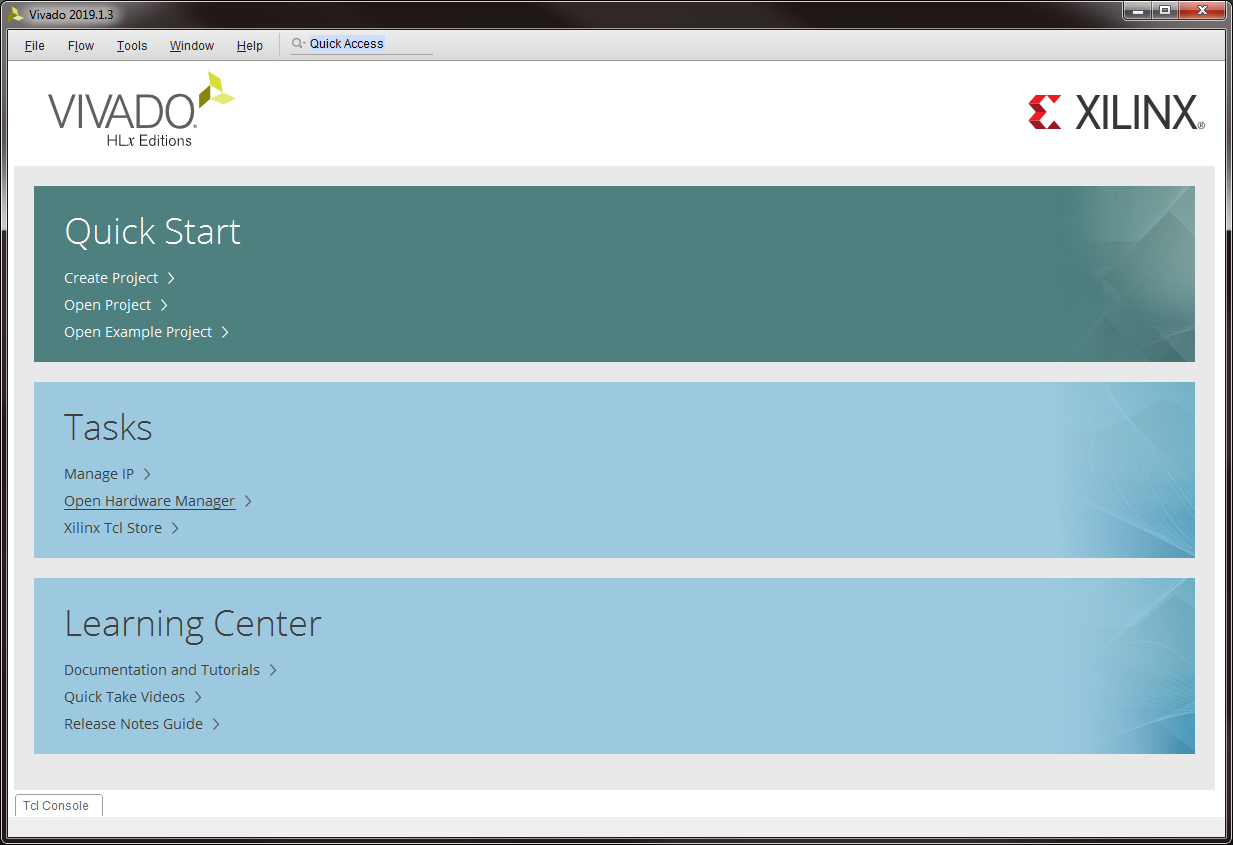 Vivado 2019.1.3
File Flow Tools Window Help Quick Access
VIVADO.
HLx Editions
XILINX®
Quick Start
Create Project
Open Project
Open Example Project
Tasks
Manage IP
Open Hardware Manager
Xilinx Tcl Store
Learning Center
Documentation and Tutorials
Quick Take Videos
Release Notes Guide
Tcl Console